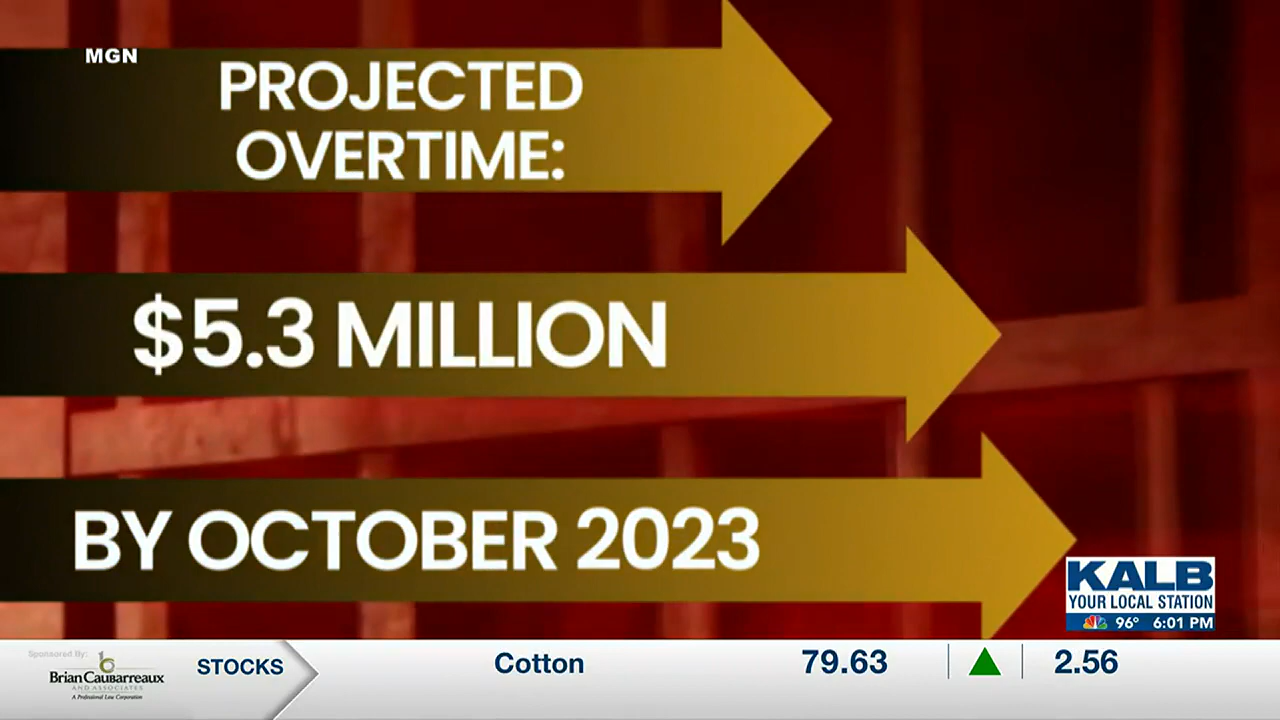 MGN
PROJECTED
OVERTIME:
$5.3 MILLION
BY OCTOBER 2023
KALB
YOUR LOCAL STATION
96° 6:01 PM
Sponsored By:
Brian Caubarreaux
AND ASSOCIATES
A Professional Law Corporation
STOCKS
Cotton 79.63 2.56